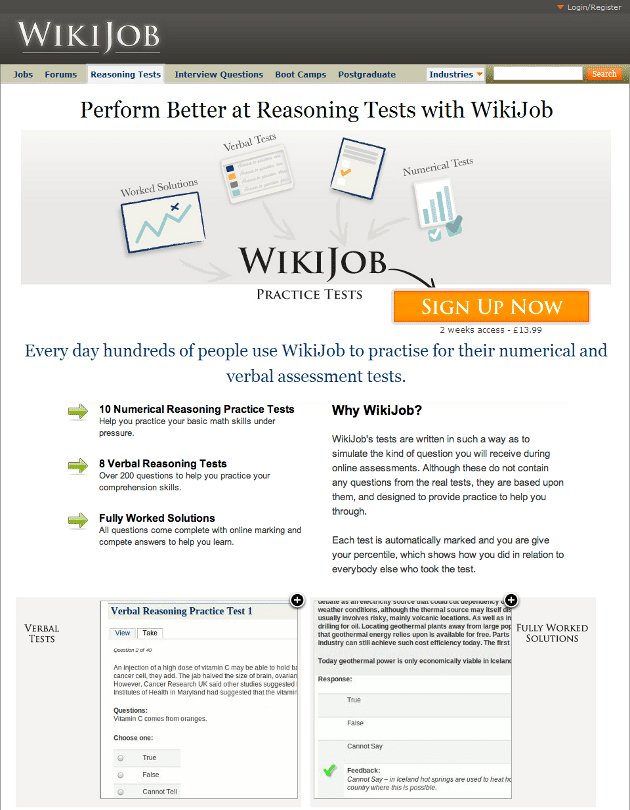 Login/Register
WIKIJOB
Jobs Forums Reasoning Tests Interview Questions Boot Camps Postgraduate Industries Search
Perform Better at Reasoning Tests with WikiJob
Worked Solutions
Verbal Tests
Numerical Tests
WIKIJOB
PRACTICE TESTS
SIGN UP NOW
2 weeks access - £13.99
Every day hundreds of people use WikiJob to practise for their numerical and
verbal assessment tests.
10 Numerical Reasoning Practice Tests
Help you practice your basic math skills under
pressure.
8 Verbal Reasoning Tests
Over 200 questions to help you practice your
comprehension skills.
Fully Worked Solutions
All questions come complete with online marking and
compete answers to help you learn.
Why WikiJob?
WikiJob's tests are written in such a way as to
simulate the kind of question you will receive during
online assessments. Although these do not contain
any questions from the real tests, they are based upon
them, and designed to provide practice to help you
through.
Each test is automatically marked and you are give
your percentile, which shows how you did in relation to
everybody else who took the test.
VERBAL
TESTS
Verbal Reasoning Practice Test 1
View Take
Question 2 of 40
An injection of a high dose of vitamin C may be able to hold ba
cancer cell, they add. The jab halved the size of brain, ovarian
However, Cancer Research UK said other studies suggested
Institutes of Health in Maryland had suggested that the vitamin
Questions:
Vitamin C comes from oranges.
Choose one:
True
False
Cannot Tell
debate as an electricity source that could cut dependency
weather conditions, although the thermal source may itself dis
usually involves risky, mainly volcanic locations. As well as in
drilling for oil. Locating geothermal plants away from large pop
that geothermal energy relies upon is available for free. Parts
industry can still achieve such cost efficiency today. The first
Today geothermal power is only economically viable in Iceland
Response:
True
False
Cannot Say
Feedback:
Cannot Say – in Iceland hot springs are used to heat ho
country where this is possible.
FULLY WORKED
SOLUTIONS